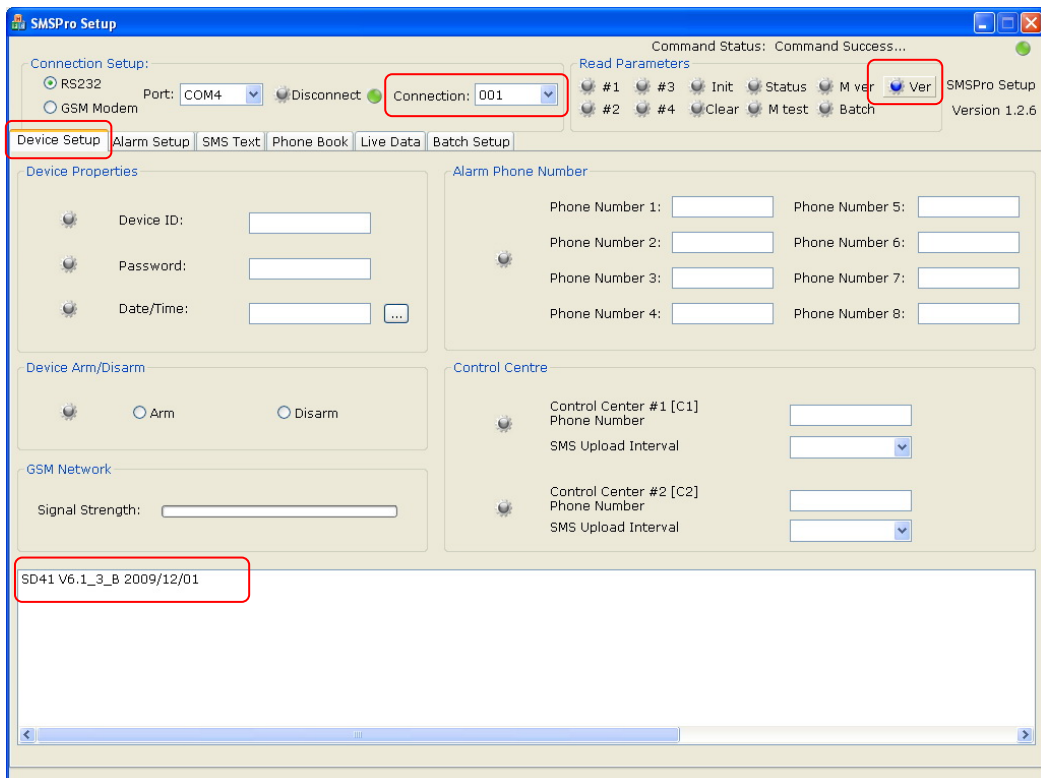 SMSPro Setup
Command Status: Command Success...
Connection Setup:
RS232
GSM Modem
Port: COM4
Disconnect
Connection: 001
Read Parameters
#1 #3 Init Status M ver Ver
#2 #4 Clear M test Batch
SMSPro Setup
Version 1.2.6
Device Setup Alarm Setup SMS Text Phone Book Live Data Batch Setup
Device Properties
Device ID:
Password:
Date/Time:
...
Alarm Phone Number
Phone Number 1: Phone Number 5:
Phone Number 2: Phone Number 6:
Phone Number 3: Phone Number 7:
Phone Number 4: Phone Number 8:
Device Arm/Disarm
Arm Disarm
GSM Network
Signal Strength:
Control Centre
Control Center #1 [C1]
Phone Number
SMS Upload Interval
Control Center #2 [C2]
Phone Number
SMS Upload Interval
SD41 V6.1_3_B 2009/12/01